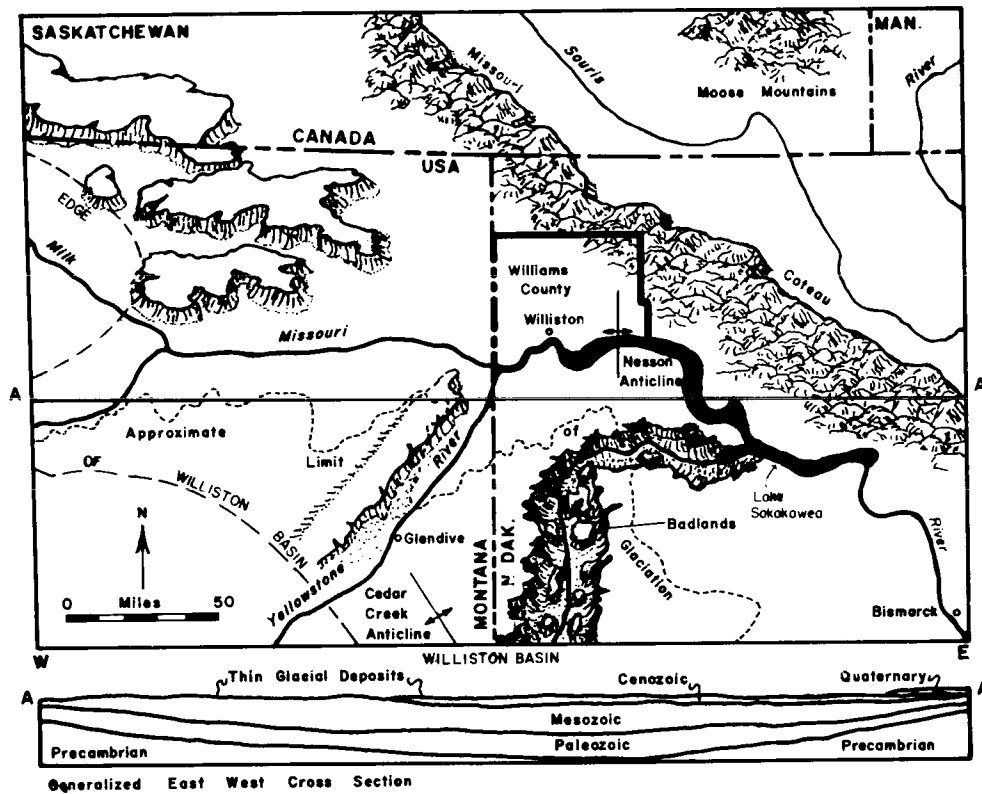 SASKATCHEWAN
MAN.
Missouri
Souris
River
Moose Mountains
CANADA
USA
EDGE
Milk
Williams
County
Williston
Missouri
Coteau
Nesson
Anticline
A
A
Approximate
Limit
of
OF
WILLISTON
BASIN
River
Lake
Sakakawea
N
Badlands
Glendive
Glaciation
River
0 Miles 50
Yellowstone
Cedar
Creek
Anticline
MONTANA
N DAK.
Bismarck
W
E
WILLISTON BASIN
Thin Glacial Deposits
Cenozoic
Quaternary
A
A
Mesozoic
Paleozoic
Precambrian
Precambrian
Generalized East West Cross Section